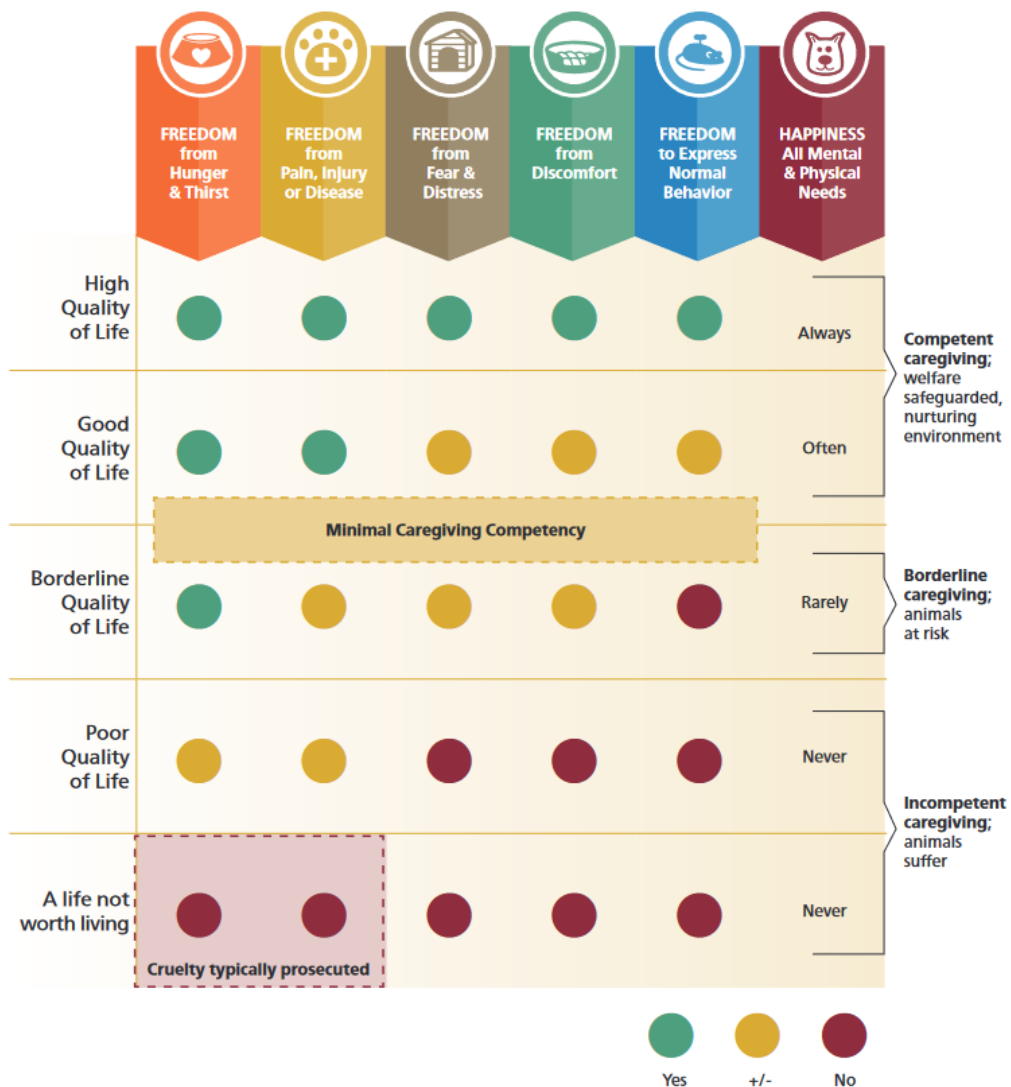 FREEDOM
from
Hunger
& Thirst
FREEDOM
from
Pain, Injury
or Disease
FREEDOM
from
Fear &
Distress
FREEDOM
from
Discomfort
FREEDOM
to Express
Normal
Behavior
HAPPINESS
All Mental
& Physical
Needs
High
Quality
of Life
Always
Competent
caregiving;
welfare
safeguarded,
nurturing
environment
Good
Quality
of Life
Often
Minimal Caregiving Competency
Borderline
Quality
of Life
Rarely
Borderline
caregiving;
animals
at risk
Poor
Quality
of Life
Never
Incompetent
caregiving;
animals
suffer
A life not
worth living
Never
Cruelty typically prosecuted
Yes
+/-
No